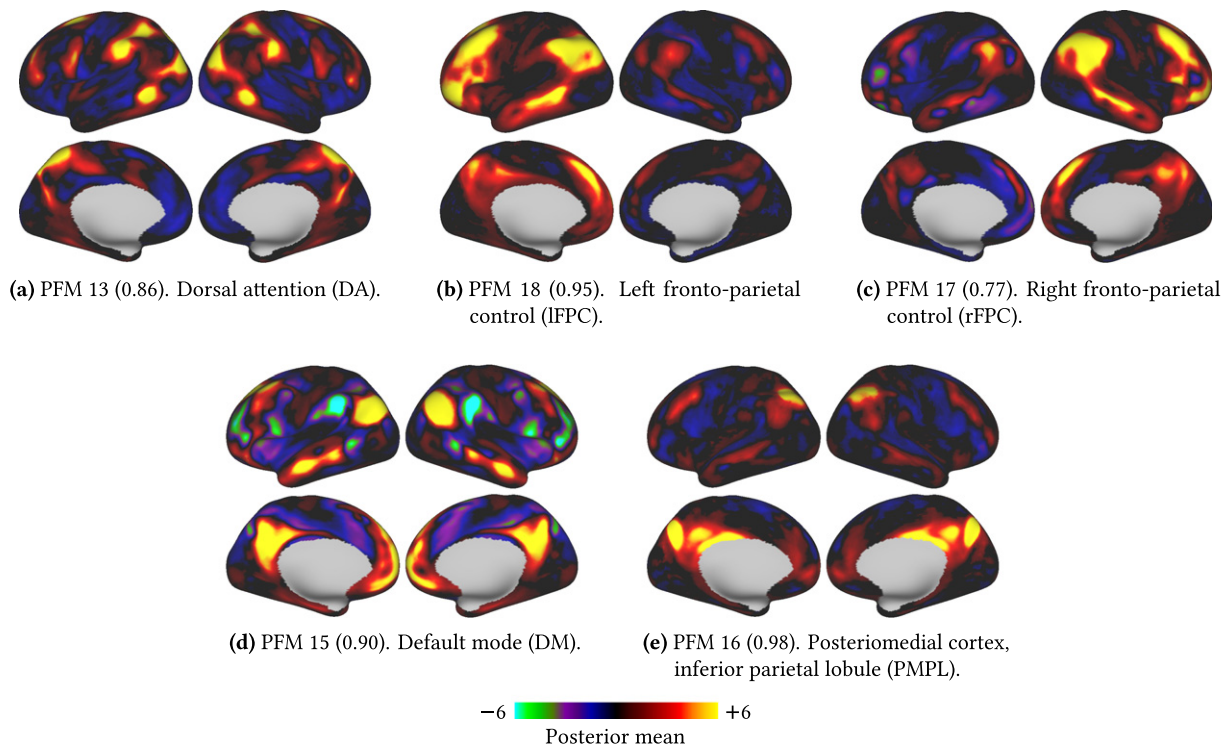 (a) PFM 13 (0.86). Dorsal attention (DA).
(b) PFM 18 (0.95). Left fronto-parietal
control (lFPC).
(c) PFM 17 (0.77). Right fronto-parietal
control (rFPC).
(d) PFM 15 (0.90). Default mode (DM).
(e) PFM 16 (0.98). Posteriomedial cortex,
inferior parietal lobule (PMPL).
−6 +6
Posterior mean